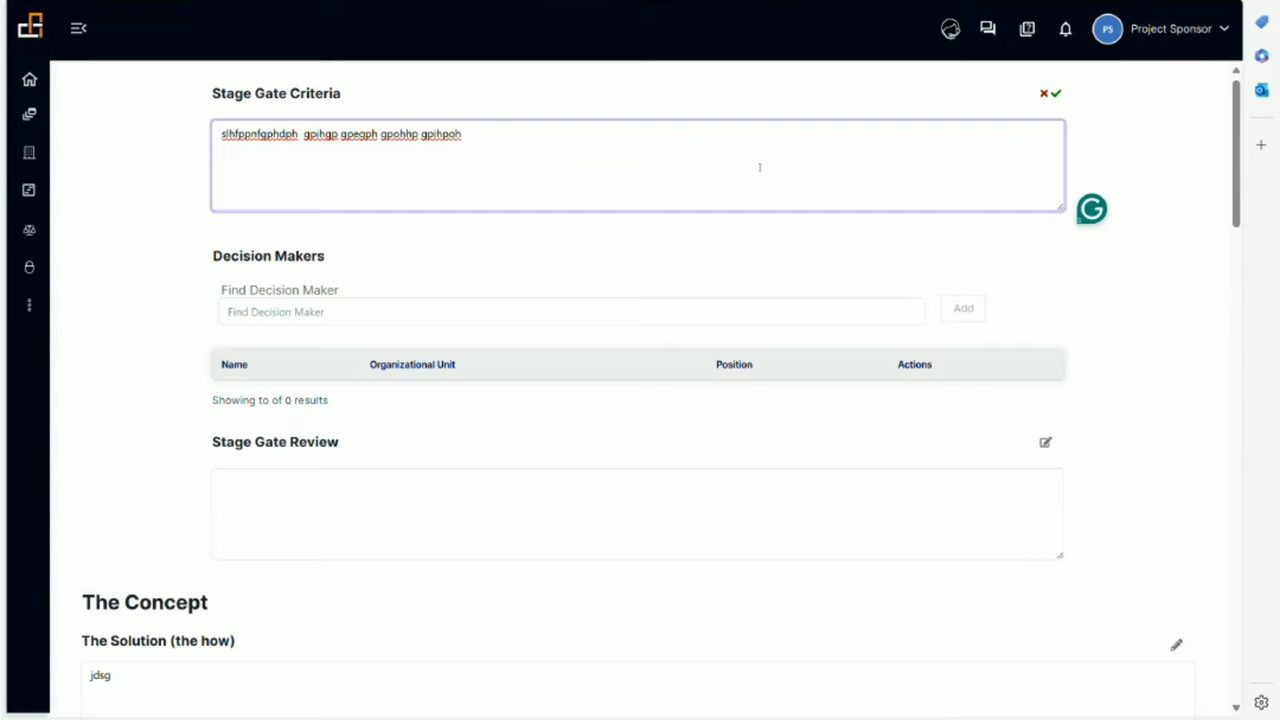 PS Project Sponsor
Stage Gate Criteria
slhfppnfgphdph gpihgp gpegph gpohhp gpihpoh
Decision Makers
Find Decision Maker
Find Decision Maker Add
Name Organizational Unit Position Actions
Showing to of 0 results
Stage Gate Review
The Concept
The Solution (the how)
jdsg